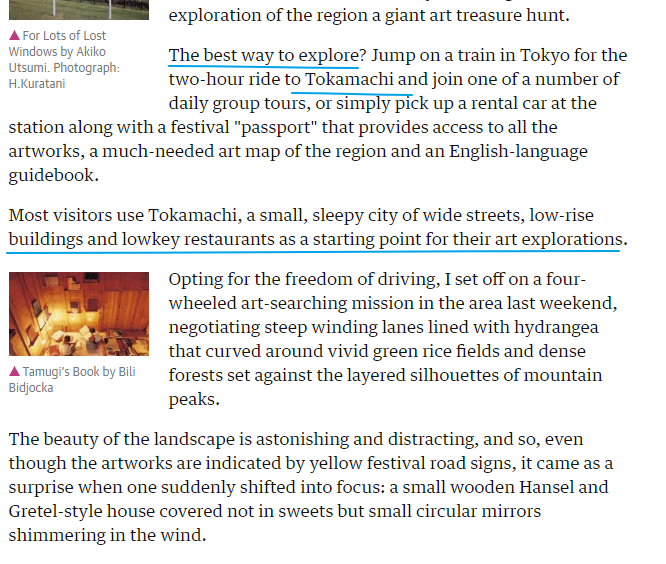 exploration of the region a giant art treasure hunt.
▲ For Lots of Lost
Windows by Akiko
Utsumi. Photograph:
H.Kuratani
The best way to explore? Jump on a train in Tokyo for the
two-hour ride to Tokamachi and join one of a number of
daily group tours, or simply pick up a rental car at the
station along with a festival "passport" that provides access to all the
artworks, a much-needed art map of the region and an English-language
guidebook.
Most visitors use Tokamachi, a small, sleepy city of wide streets, low-rise
buildings and lowkey restaurants as a starting point for their art explorations.
▲ Tamugi's Book by Bili
Bidjocka
Opting for the freedom of driving, I set off on a four-
wheeled art-searching mission in the area last weekend,
negotiating steep winding lanes lined with hydrangea
that curved around vivid green rice fields and dense
forests set against the layered silhouettes of mountain
peaks.
The beauty of the landscape is astonishing and distracting, and so, even
though the artworks are indicated by yellow festival road signs, it came as a
surprise when one suddenly shifted into focus: a small wooden Hansel and
Gretel-style house covered not in sweets but small circular mirrors
shimmering in the wind.